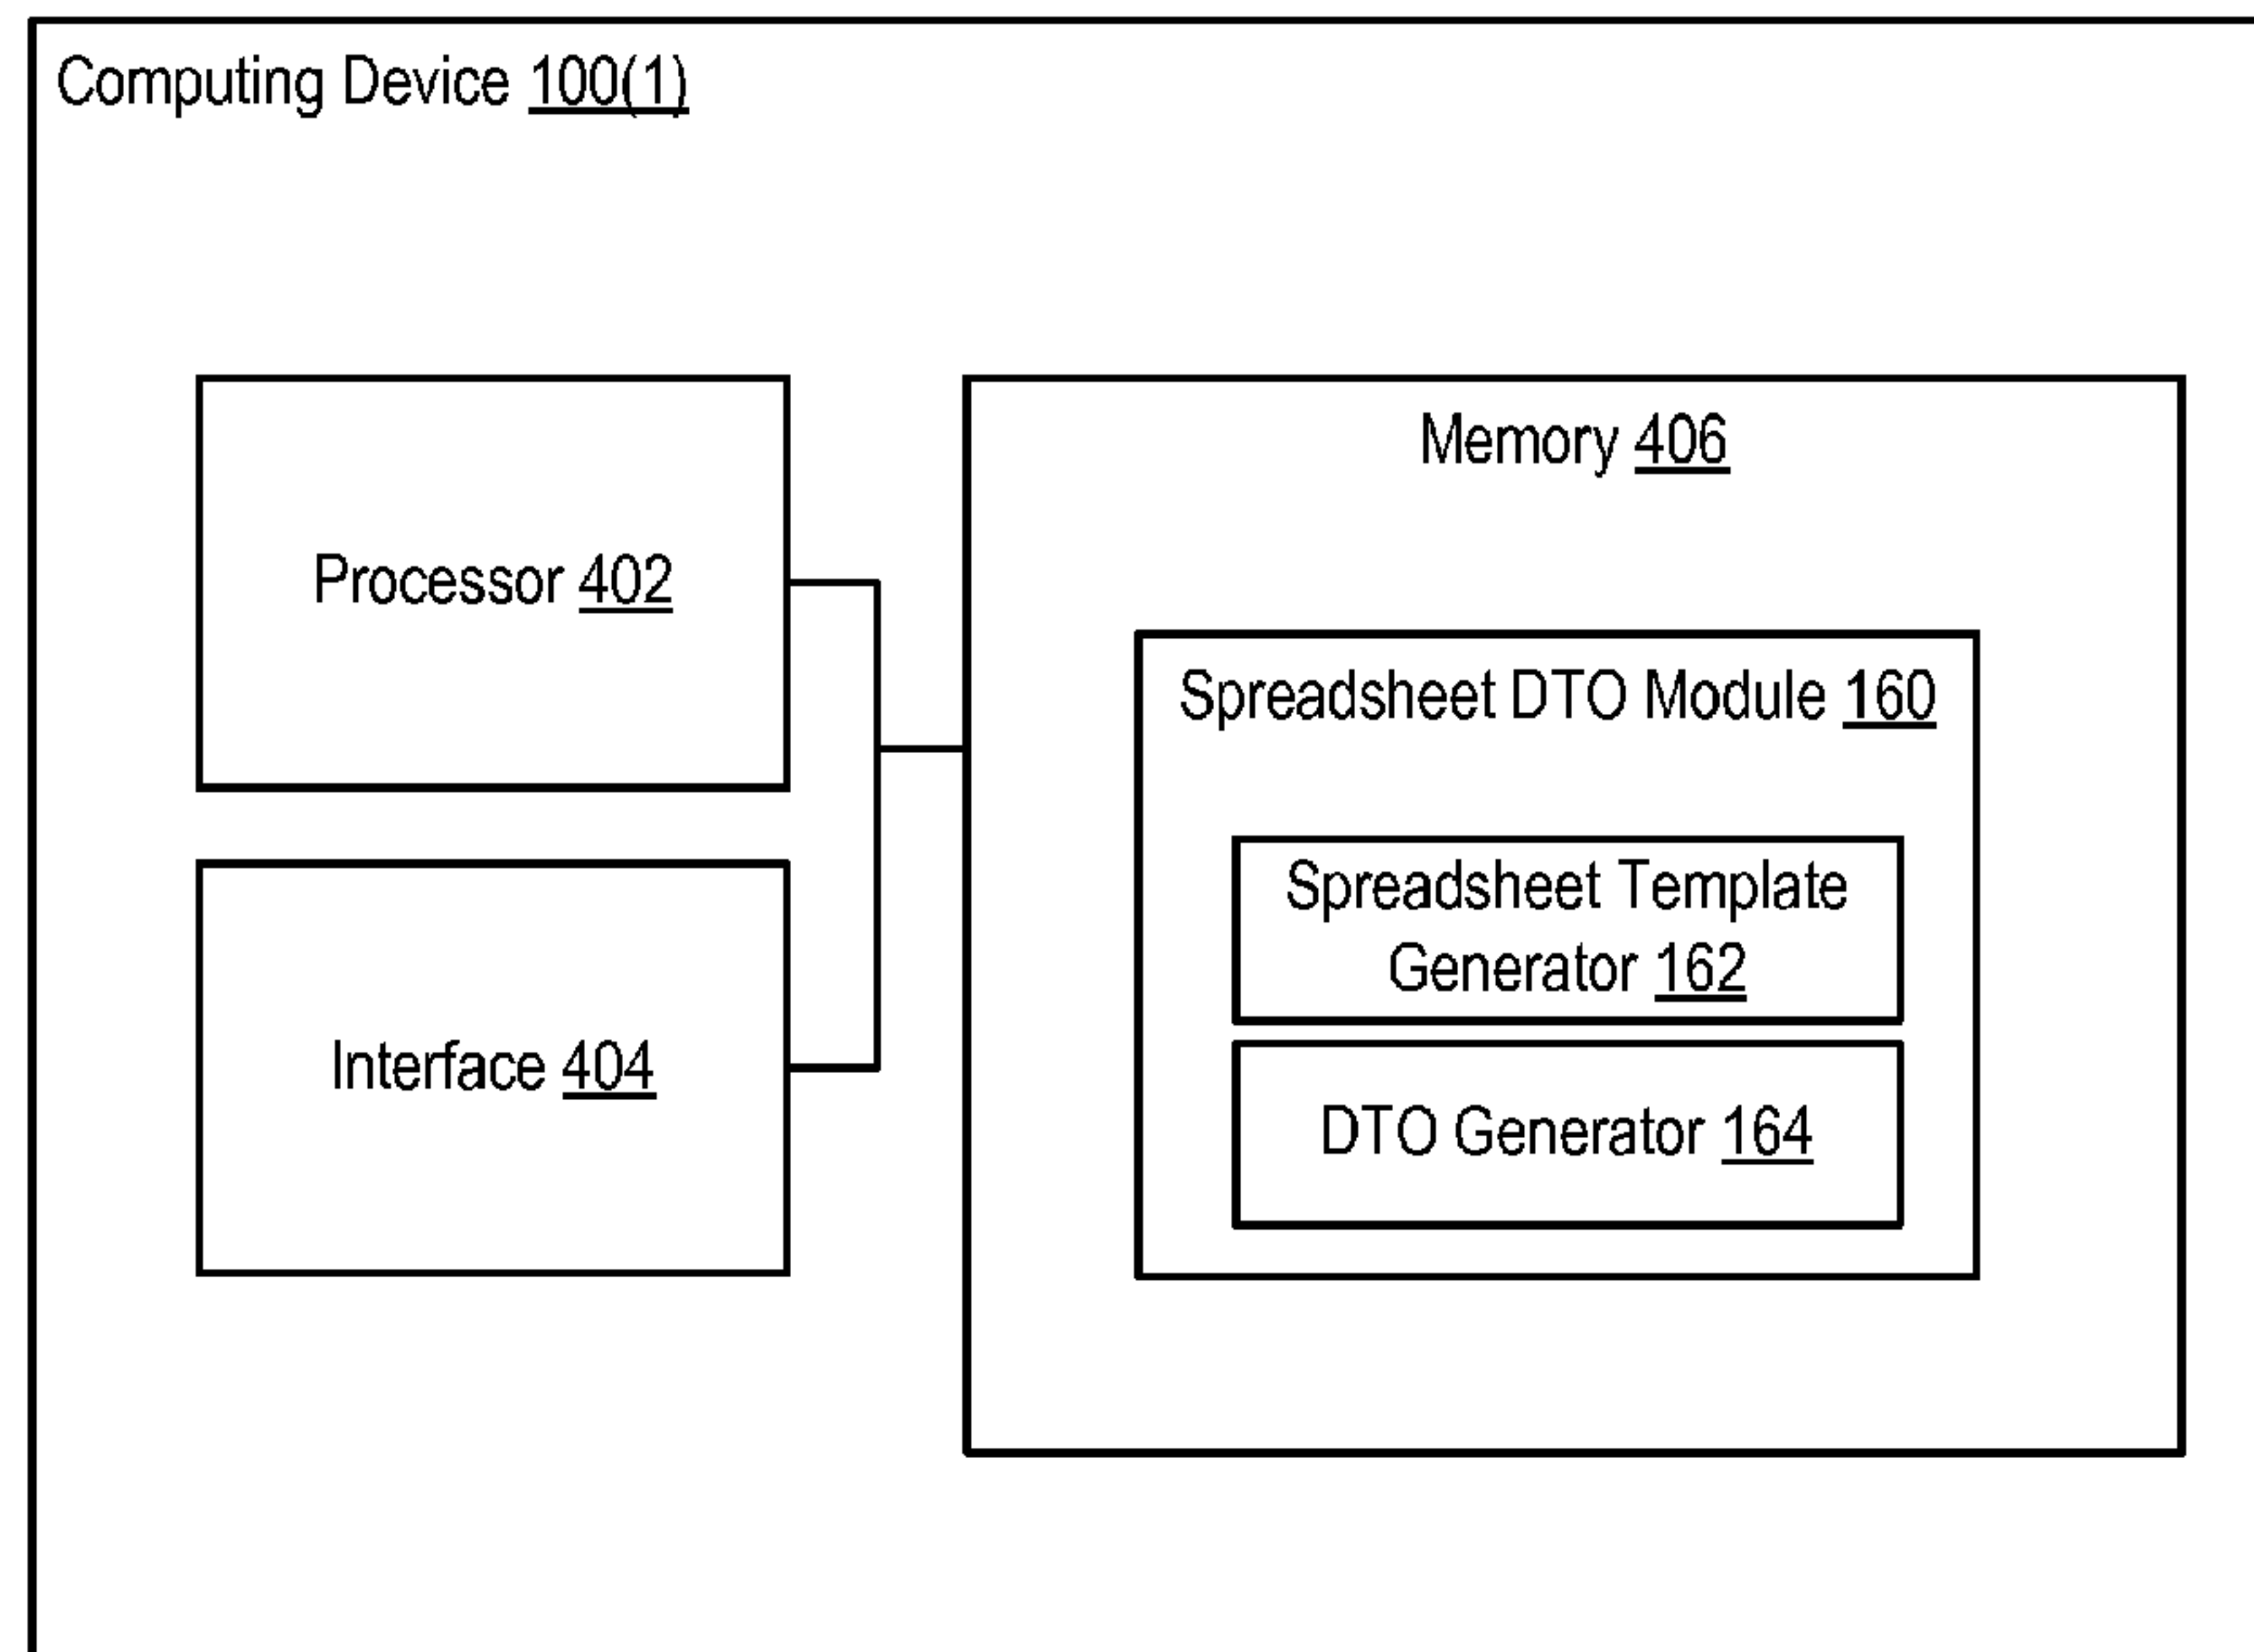 Computing Device 100(1)
Processor 402
Interface 404
Memory 406
Spreadsheet DTO Module 160
Spreadsheet Template
Generator 162
DTO Generator 164